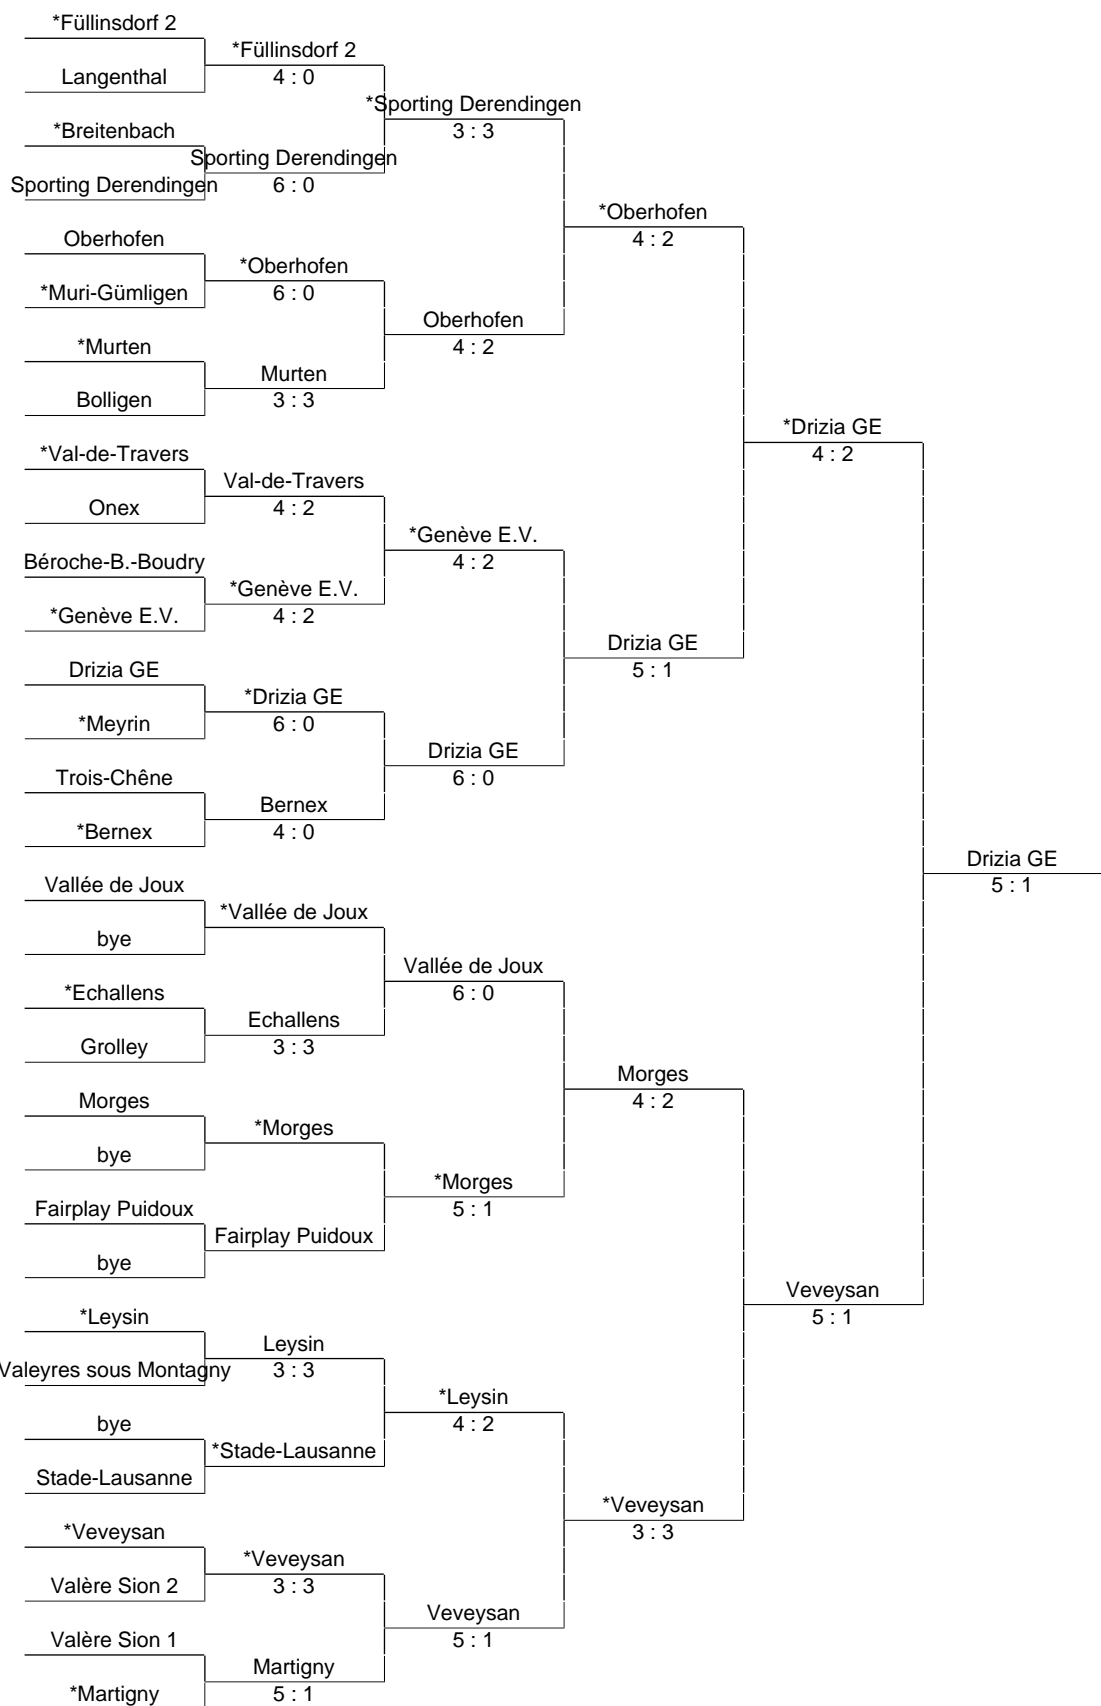 *Füllinsdorf 2
*Füllinsdorf 2
Langenthal
4 : 0
*Sporting Derendingen
3 : 3
*Breitenbach
Sporting Derendingen
Sporting Derendingen
6 : 0
*Oberhofen
4 : 2
Oberhofen
*Oberhofen
*Muri-Gümligen
6 : 0
Oberhofen
4 : 2
*Murten
Murten
Bolligen
3 : 3
*Drizia GE
4 : 2
*Val-de-Travers
Val-de-Travers
Onex
4 : 2
*Genève E.V.
4 : 2
Béroche-B.-Boudry
*Genève E.V.
*Genève E.V.
4 : 2
Drizia GE
5 : 1
Drizia GE
*Drizia GE
*Meyrin
6 : 0
Drizia GE
6 : 0
Trois-Chêne
Bernex
*Bernex
4 : 0
Drizia GE
5 : 1
Vallée de Joux
*Vallée de Joux
bye
Vallée de Joux
6 : 0
*Echallens
Echallens
Grolley
3 : 3
Morges
4 : 2
Morges
*Morges
bye
*Morges
5 : 1
Fairplay Puidoux
Fairplay Puidoux
bye
Veveysan
5 : 1
*Leysin
Leysin
Valeyres sous Montagny
3 : 3
*Leysin
4 : 2
bye
*Stade-Lausanne
Stade-Lausanne
*Veveysan
3 : 3
*Veveysan
*Veveysan
Valère Sion 2
3 : 3
Veveysan
5 : 1
Valère Sion 1
Martigny
*Martigny
5 : 1